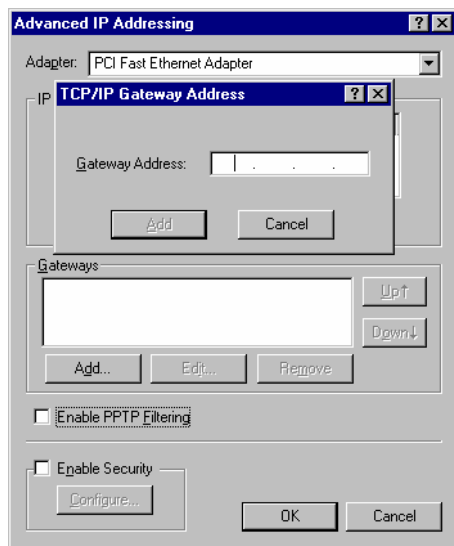 Advanced IP Addressing
Adapter: PCI Fast Ethernet Adapter
IP
TCP/IP Gateway Address
Gateway Address: . . .
Add Cancel
Gateways
Up↑
Down↓
Add... Edit... Remove
Enable PPTP Filtering
Enable Security
Configure...
OK Cancel